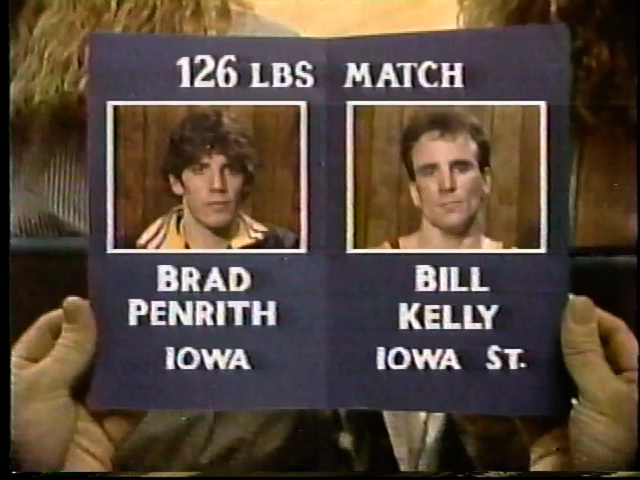 126 LBS MATCH
BRAD
PENRITH
IOWA
BILL
KELLY
IOWA ST.